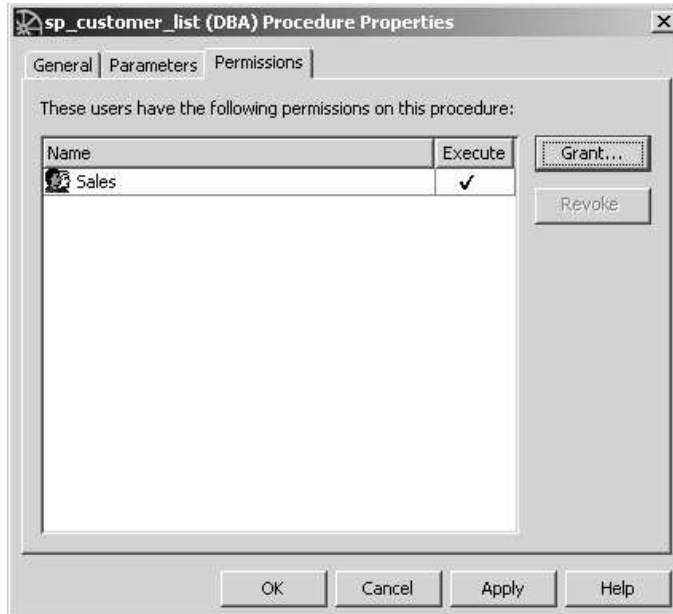 sp_customer_list (DBA) Procedure Properties
General Parameters Permissions
These users have the following permissions on this procedure:
Name Execute Grant...
Sales
Revoke
OK Cancel Apply Help